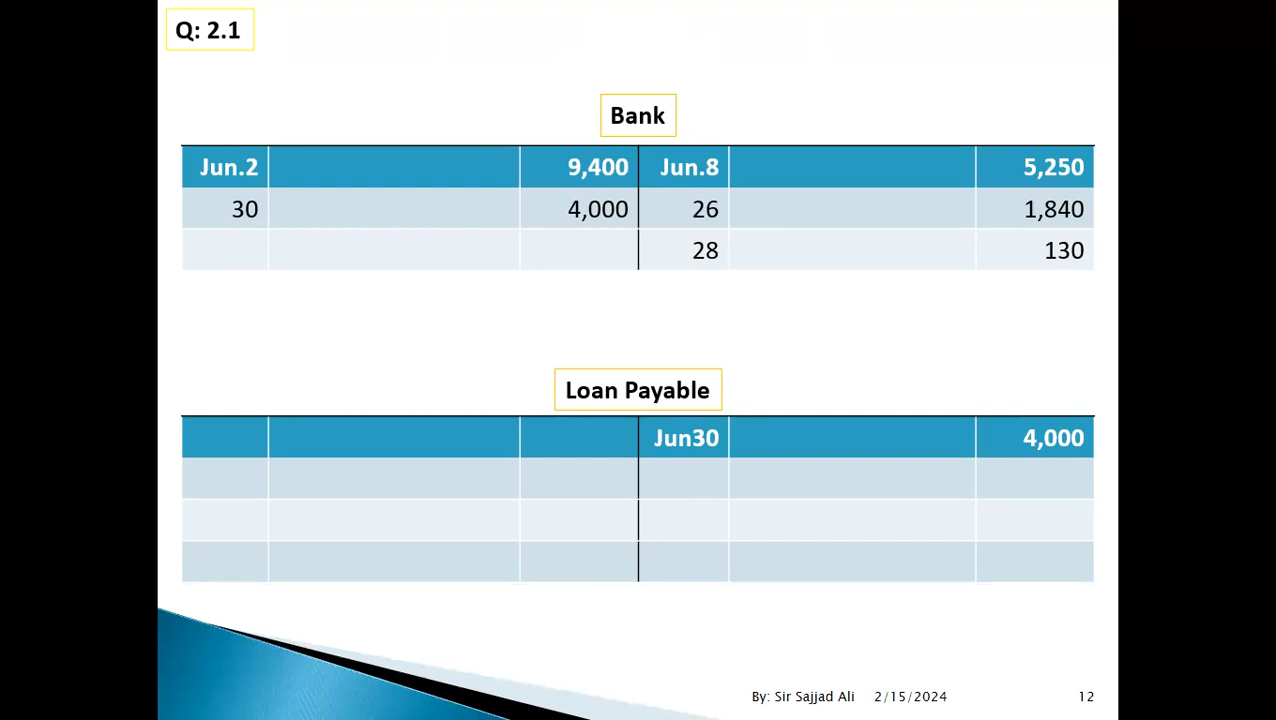 Q: 2.1
Bank
Jun.2 9,400 Jun.8 5,250
30 4,000 26 1,840
28 130
Loan Payable
Jun30 4,000
By: Sir Sajjad Ali 2/15/2024 12